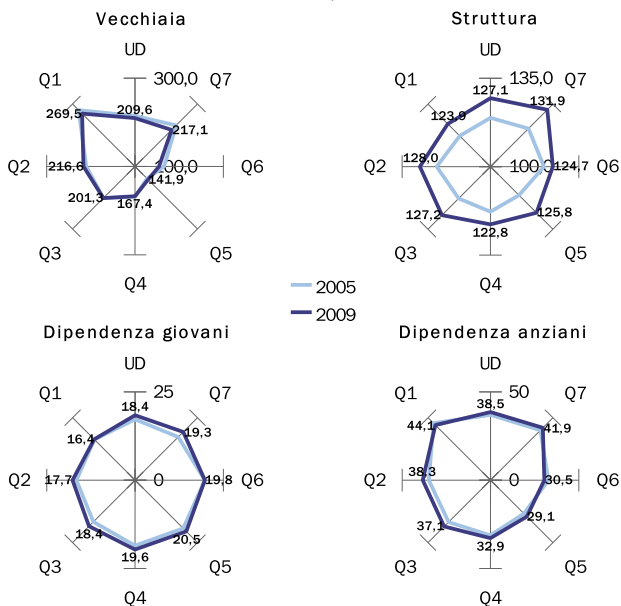 Vecchiaia
UD
Q1
300,0
Q7
209,6
269,5
217,1
Q2
216,6
100,0
Q6
141,9
201,3
167,4
Q3
Q5
Q4
Struttura
UD
Q1
135,0
Q7
127,1
131,9
123,9
Q2
128,0
100,0
124,7
Q6
127,2
125,8
122,8
Q3
Q5
Q4
2005
2009
Dipendenza giovani
UD
Q1
25
Q7
18,4
19,3
16,4
Q2
17,7
0
19,8
Q6
18,4
20,5
19,6
Q3
Q5
Q4
Dipendenza anziani
UD
Q1
50
Q7
38,5
44,1
41,9
Q2
38,3
0
30,5
Q6
37,1
29,1
32,9
Q3
Q5
Q4